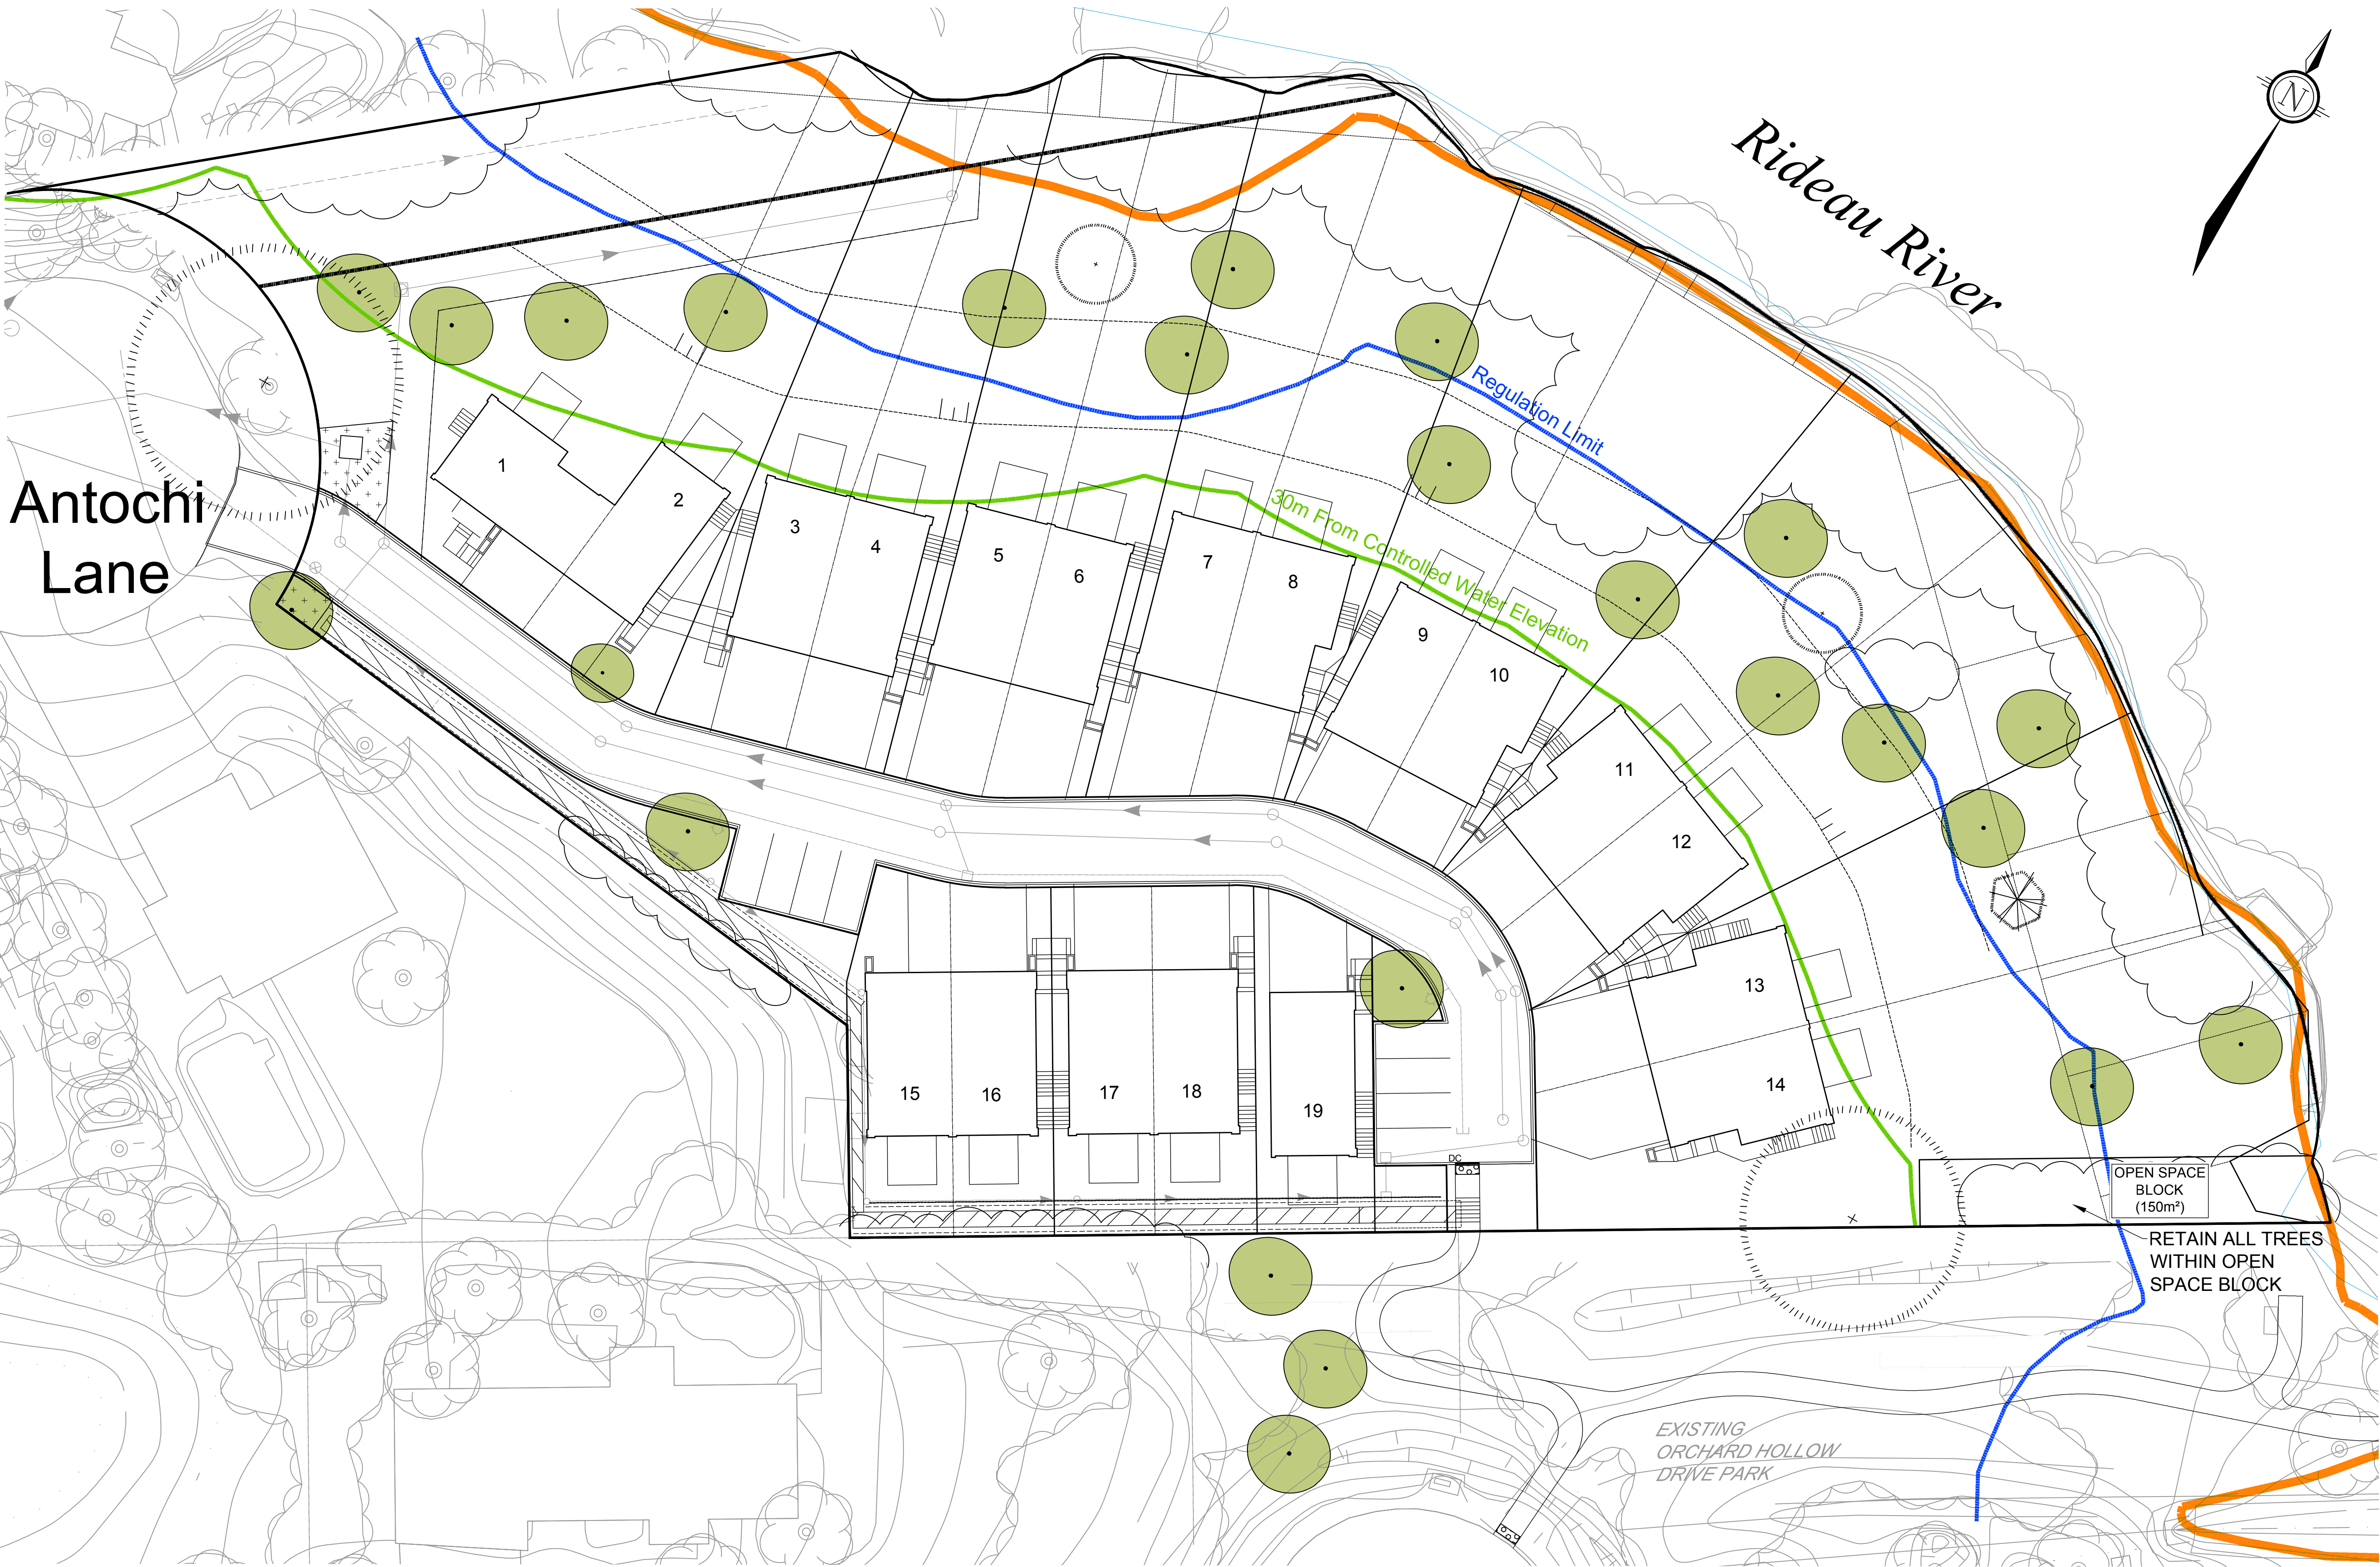 N
Rideau River
Regulation Limit
30m From Controlled Water Elevation
Antochi
Lane
1
2
3
4
5
6
7
8
9
10
11
12
13
14
15
16
17
18
19
DC
OPEN SPACE
BLOCK
(150m²)
RETAIN ALL TREES
WITHIN OPEN
SPACE BLOCK
EXISTING
ORCHARD HOLLOW
DRIVE PARK